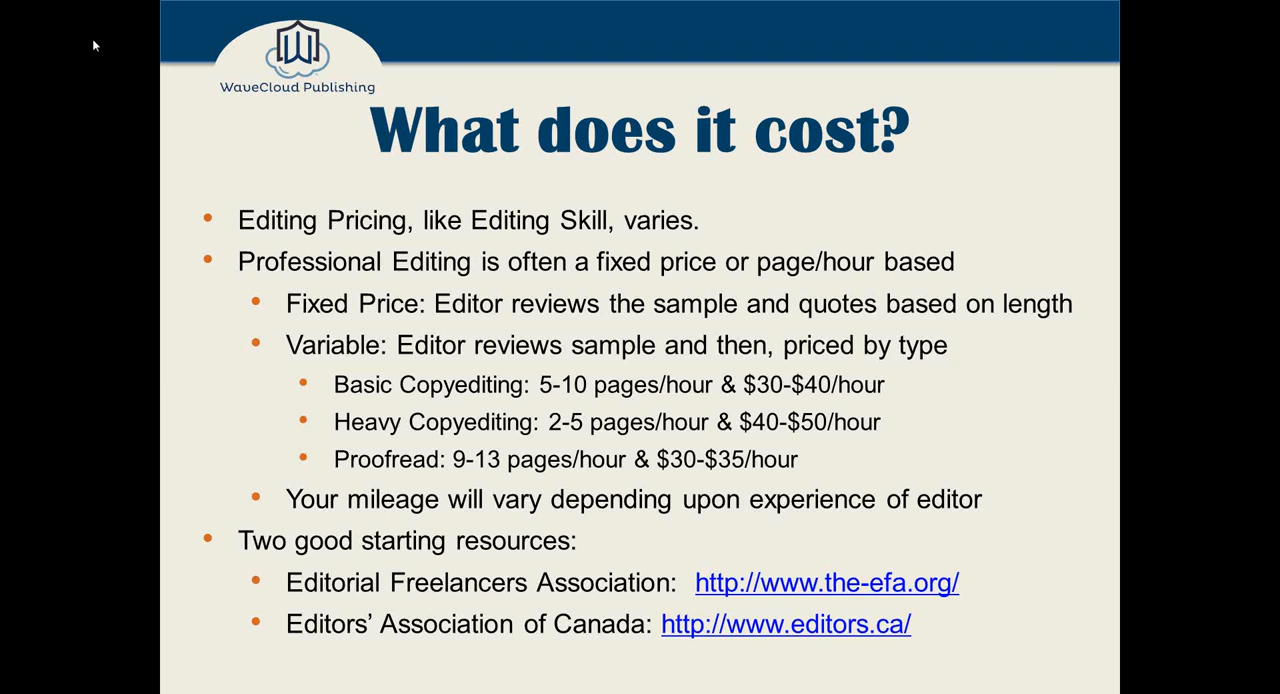 WaveCloud Publishing
What does it cost?
• Editing Pricing, like Editing Skill, varies.
• Professional Editing is often a fixed price or page/hour based
• Fixed Price: Editor reviews the sample and quotes based on length
• Variable: Editor reviews sample and then, priced by type
• Basic Copyediting: 5-10 pages/hour & $30-$40/hour
• Heavy Copyediting: 2-5 pages/hour & $40-$50/hour
• Proofread: 9-13 pages/hour & $30-$35/hour
• Your mileage will vary depending upon experience of editor
• Two good starting resources:
• Editorial Freelancers Association: http://www.the-efa.org/
• Editors’ Association of Canada: http://www.editors.ca/